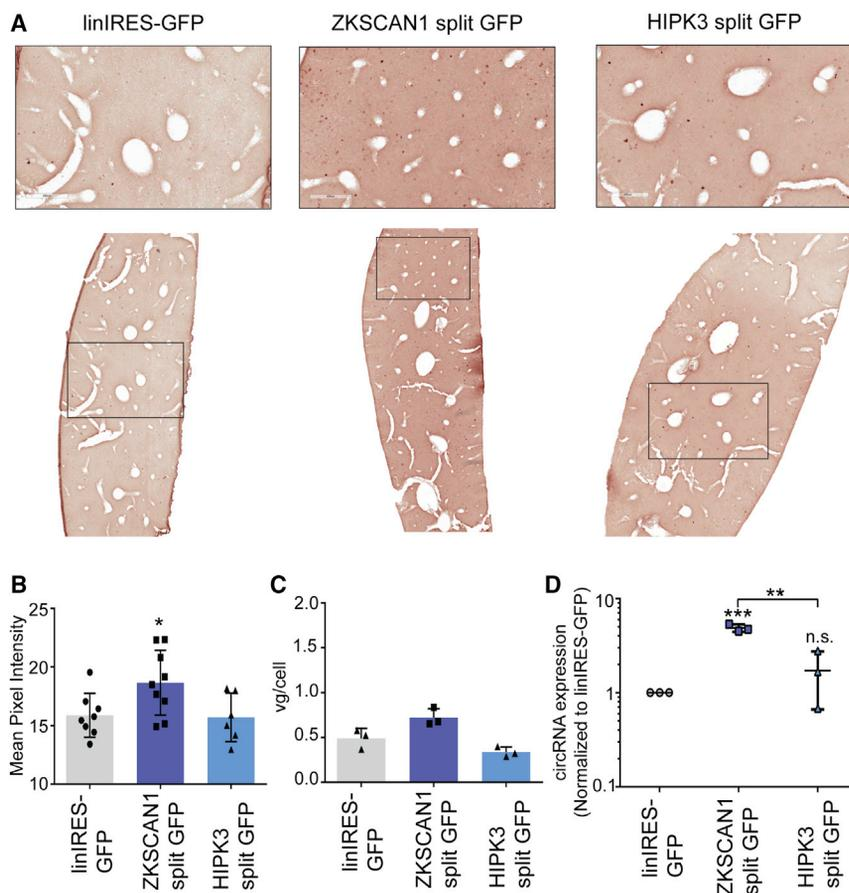 A
linIRES-GFP
ZKSCAN1 split GFP
HIPK3 split GFP
B
Mean Pixel Intensity
25
20
15
10
*
linIRES-
GFP
ZKSCAN1
split GFP
HIPK3
split GFP
C
vg/cell
2.0
1.5
1.0
0.5
0.0
linIRES-
GFP
ZKSCAN1
split GFP
HIPK3
split GFP
D
circRNA expression
(Normalized to linIRES-GFP)
10
1
0.1
**
***
n.s.
linIRES-
GFP
ZKSCAN1
split GFP
HIPK3
split GFP